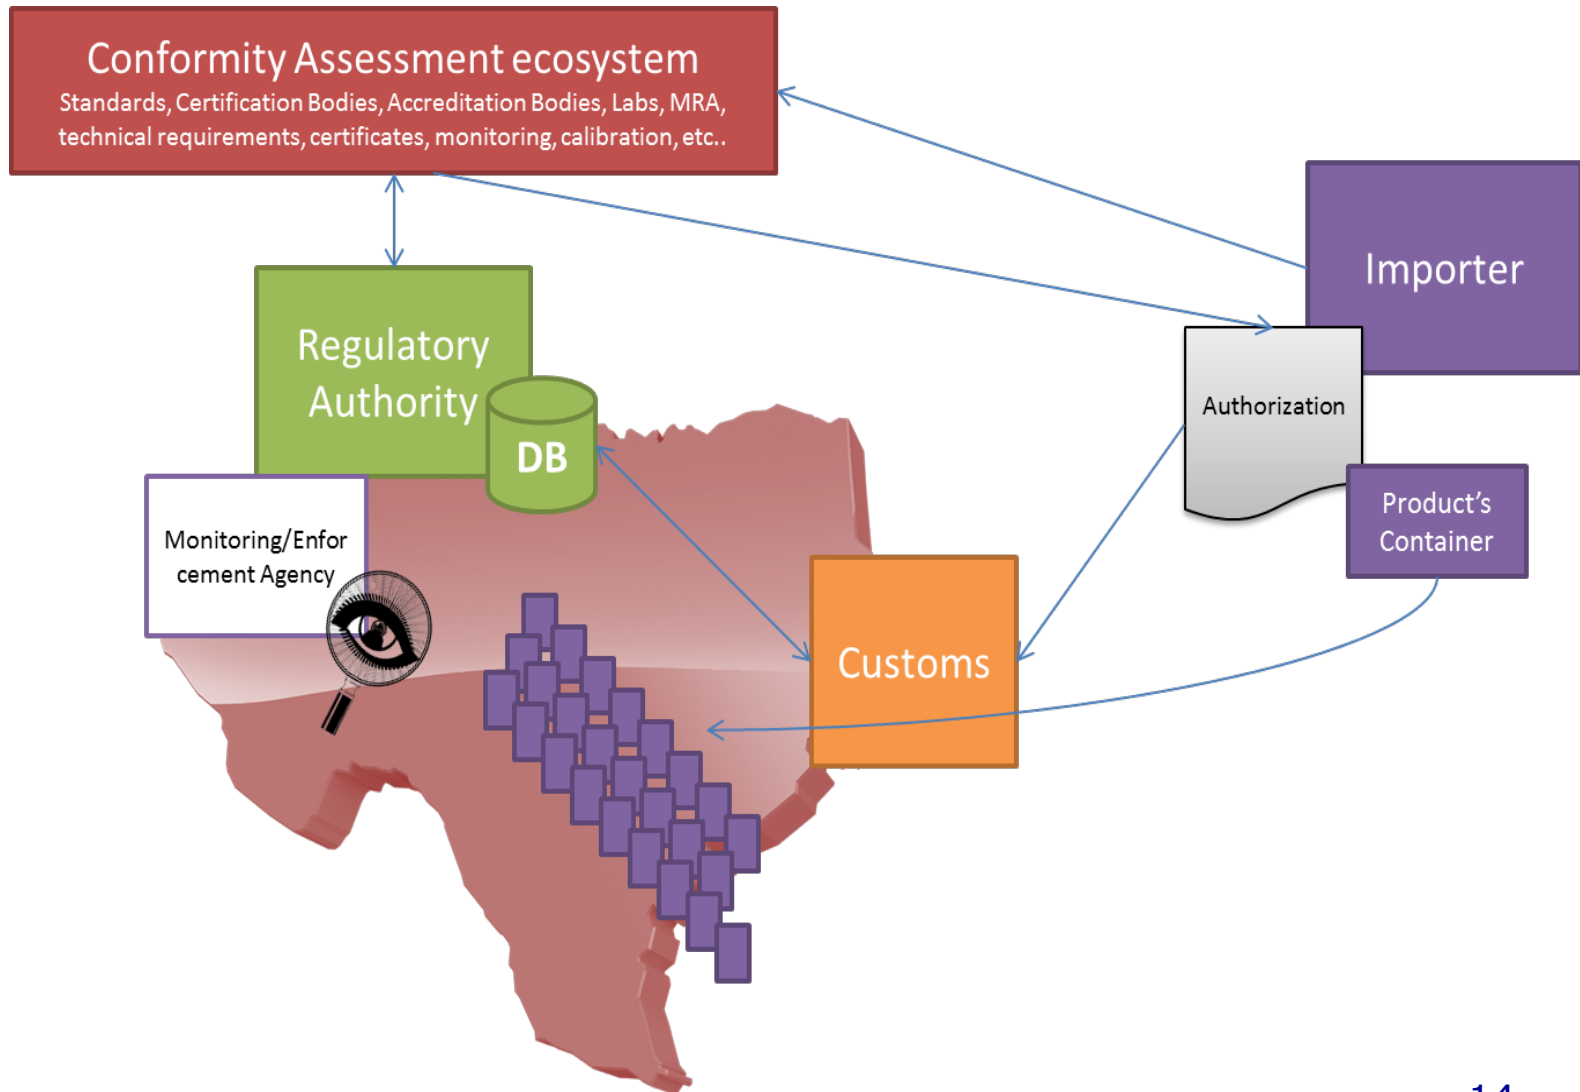 Conformity Assessment ecosystem
Standards, Certification Bodies, Accreditation Bodies, Labs, MRA,
technical requirements, certificates, monitoring, calibration, etc..
Importer
Regulatory
Authority
DB
Authorization
Product’s
Container
Monitoring/Enfor
cement Agency
Customs
14